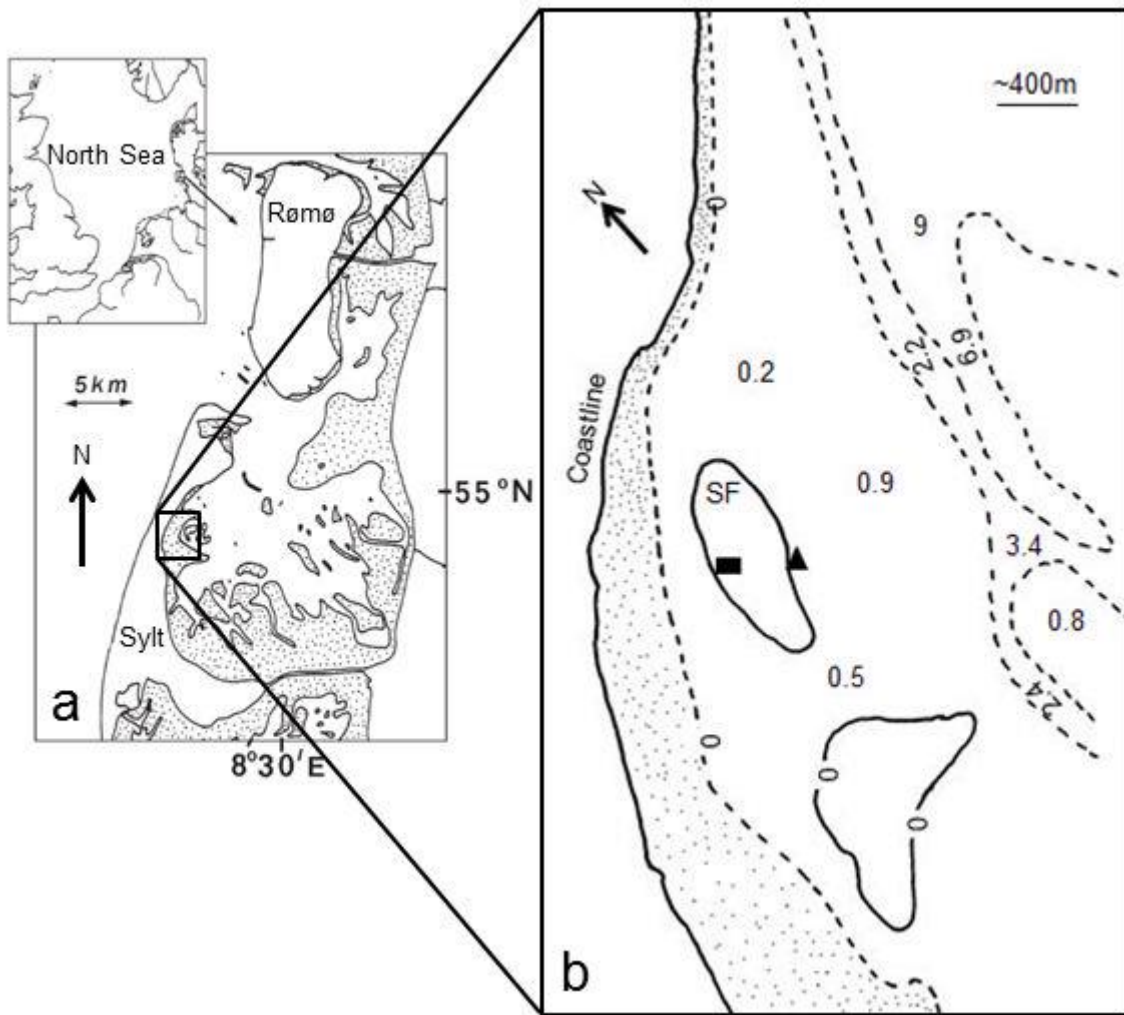 North Sea
Rømø
5 km
N
55°N
Sylt
a
8°30′E
~400m
N
0
9
2.2
6.9
0.2
Coastline
SF
0.9
3.4
0.8
0.5
2.4
0
0
0
b